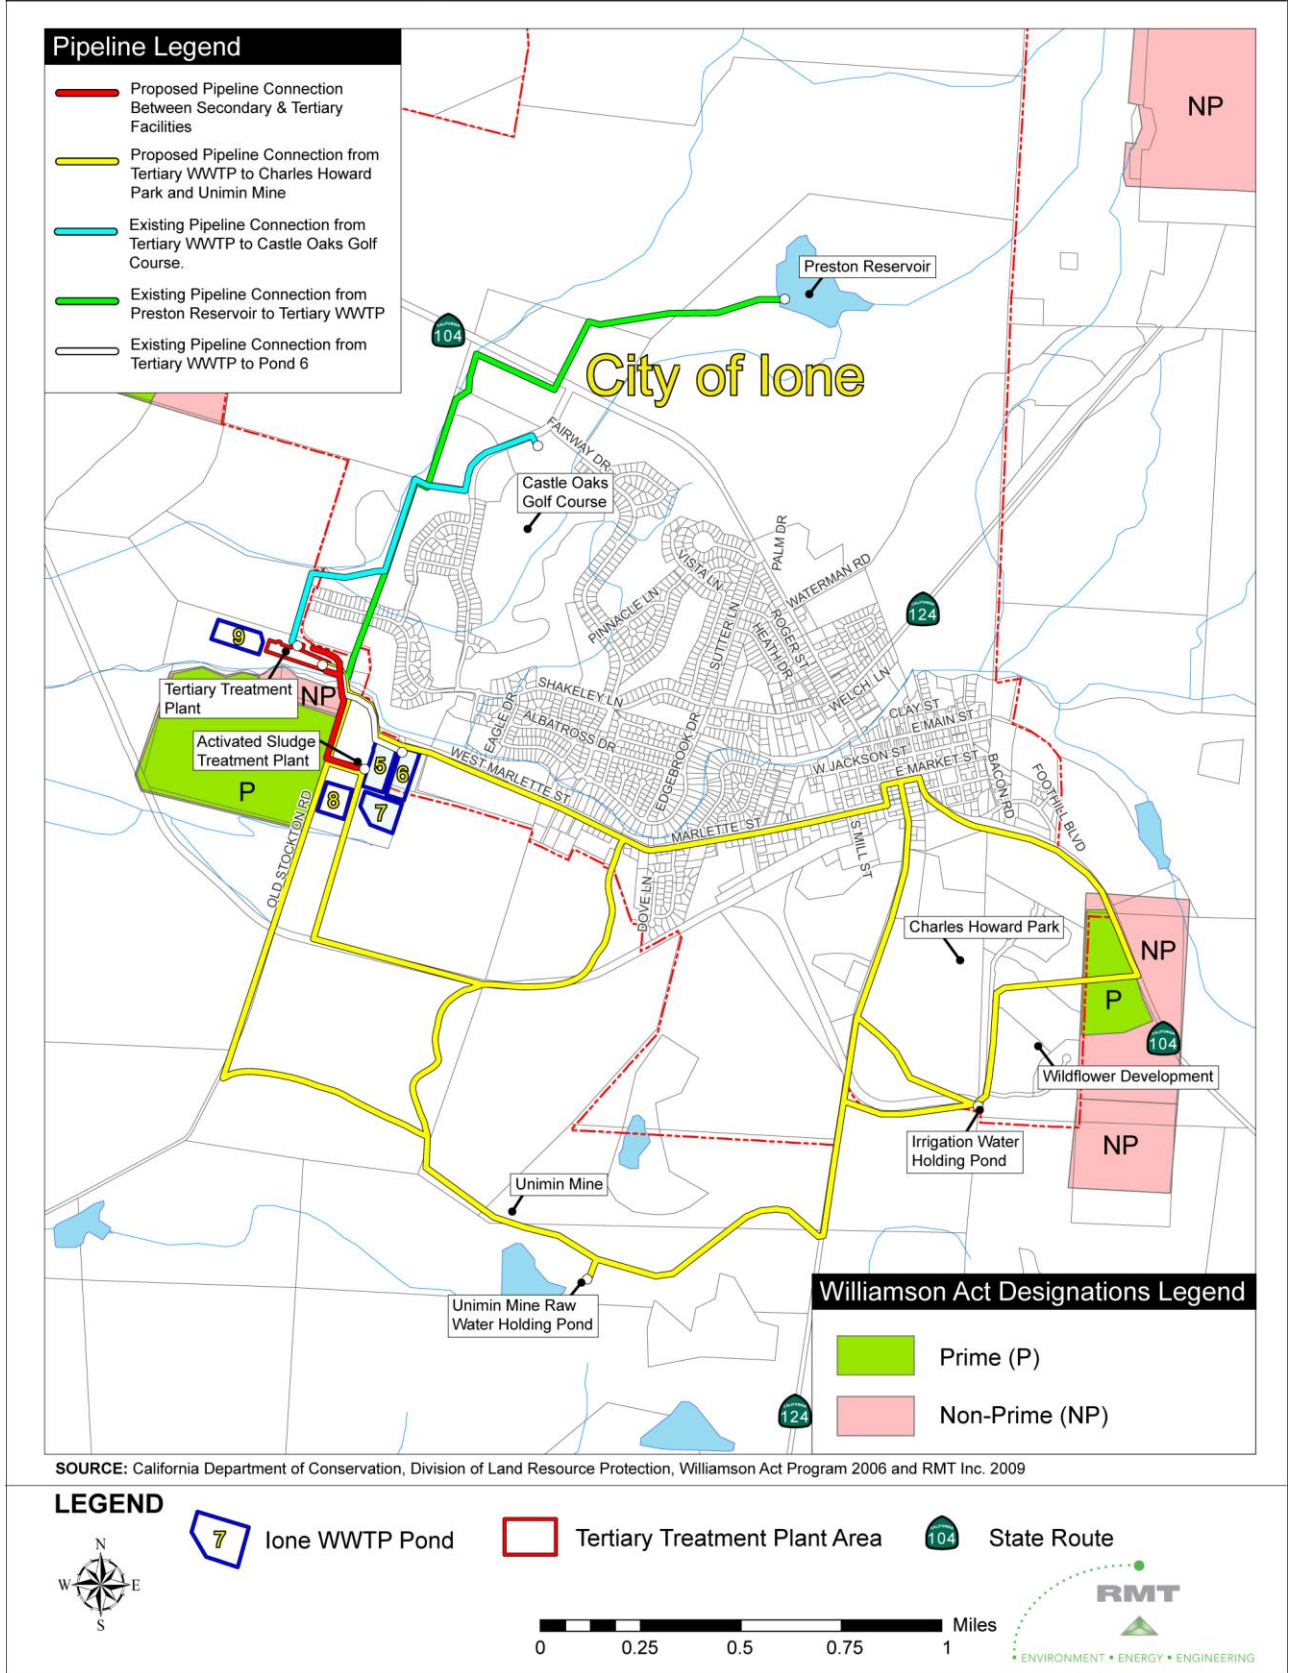 Pipeline Legend
Proposed Pipeline Connection
Between Secondary & Tertiary
Facilities
Proposed Pipeline Connection from
Tertiary WWTP to Charles Howard
Park and Unimin Mine
Existing Pipeline Connection from
Tertiary WWTP to Castle Oaks Golf
Course.
Existing Pipeline Connection from
Preston Reservoir to Tertiary WWTP
Existing Pipeline Connection from
Tertiary WWTP to Pond 6
NP
Preston Reservoir
CALIFORNIA
104
City of Ione
FAIRWAY DR
Castle Oaks
Golf Course
PALM DR
VISTA LN
WATERMAN RD
CALIFORNIA
124
PINNACLE LN
SUTTER LN
ROGER ST
HEATH DR
9
WELCH LN
SHAKELEY LN
Tertiary Treatment
Plant
NP
CLAY ST
E MAIN ST
EAGLE DR
ALBATROSS DR
EDGEBROOK DR
Activated Sludge
Treatment Plant
WEST MARLETTE ST
W JACKSON ST
E MARKET ST
BACON RD
FOOTHILL BLVD
5
6
P
8
7
MARLETTE ST
S MILL ST
OLD STOCKTON RD
DOVE LN
Charles Howard Park
NP
P
CALIFORNIA
104
Wildflower Development
Irrigation Water
Holding Pond
NP
Unimin Mine
Unimin Mine Raw
Water Holding Pond
Williamson Act Designations Legend
Prime (P)
Non-Prime (NP)
CALIFORNIA
124
SOURCE: California Department of Conservation, Division of Land Resource Protection, Williamson Act Program 2006 and RMT Inc. 2009
LEGEND
7
Ione WWTP Pond
Tertiary Treatment Plant Area
CALIFORNIA
104
State Route
N
W
E
S
Miles
0
0.25
0.5
0.75
1
RMT
ENVIRONMENT • ENERGY • ENGINEERING